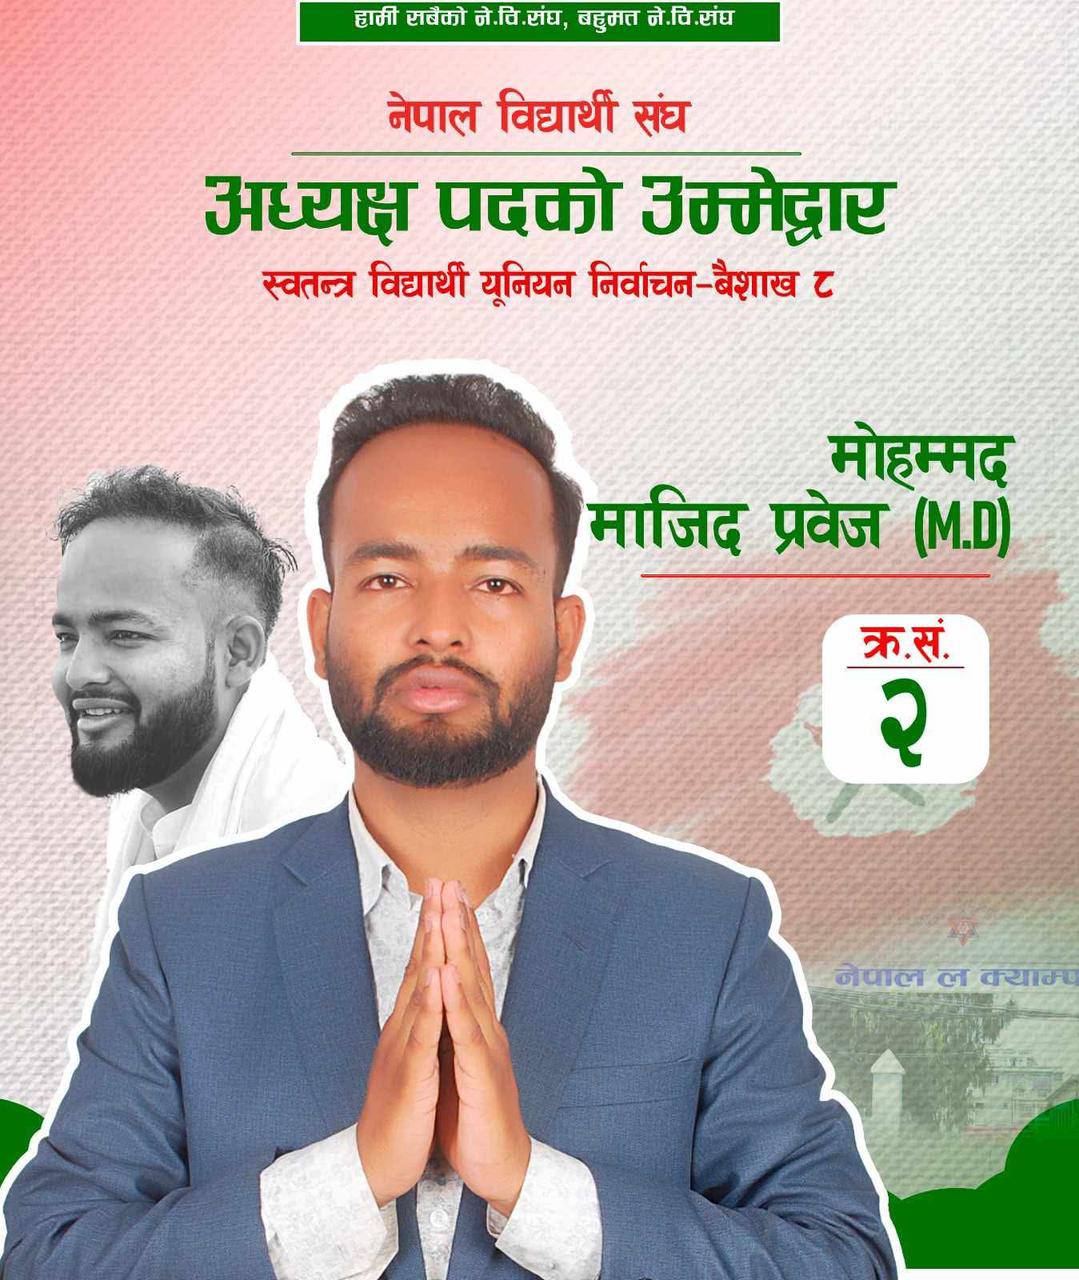 हामी सबैको ने.वि.संघ, बहुमत ने.वि.संघ
नेपाल विद्यार्थी संघ
अध्यक्ष पदको उम्मेद्वार
स्वतन्त्र विद्यार्थी यूनियन निर्वाचन-बैशाख ८
मोहम्मद
माजिद प्रवेज (M.D)
क्र.सं.
२
नेपाल ल क्याम्प